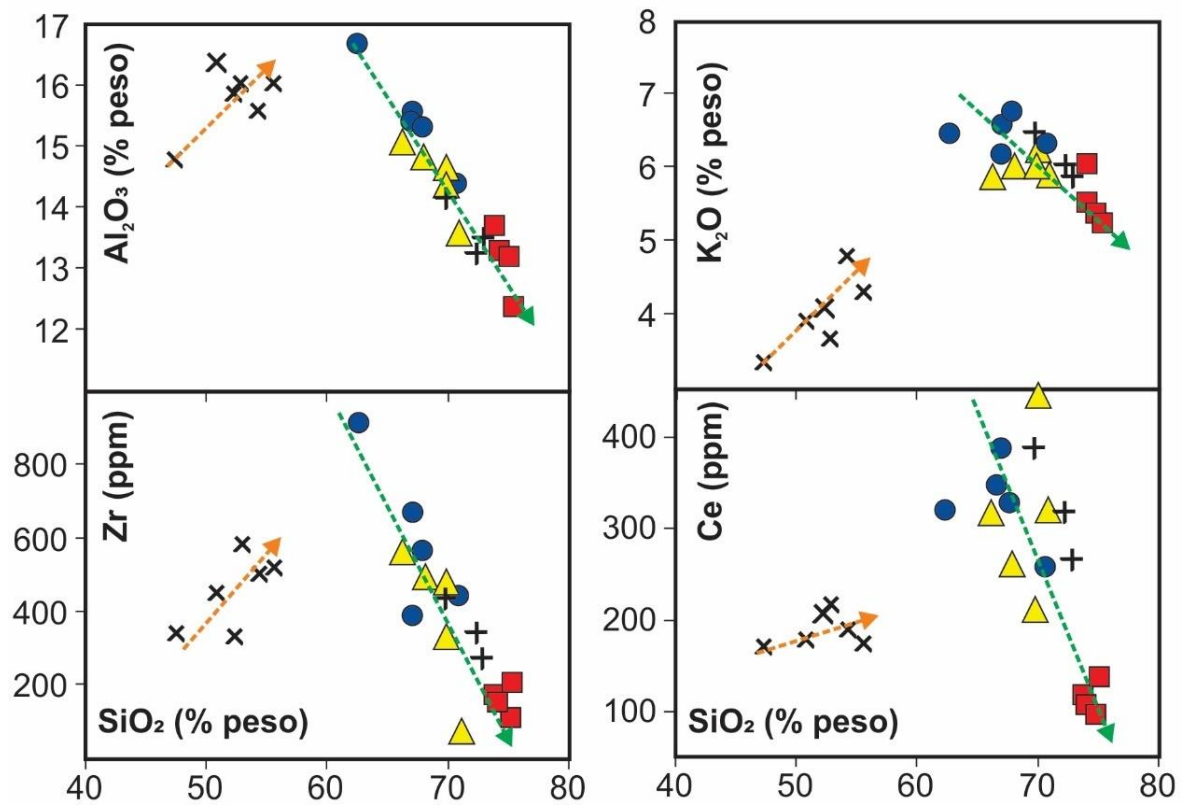 17
16
15
14
13
12
Al₂O₃ (% peso)
8
7
6
5
4
K₂O (% peso)
800
600
400
200
Zr (ppm)
SiO₂ (% peso)
40 50 60 70 80
400
300
200
100
Ce (ppm)
SiO₂ (% peso)
40 50 60 70 80